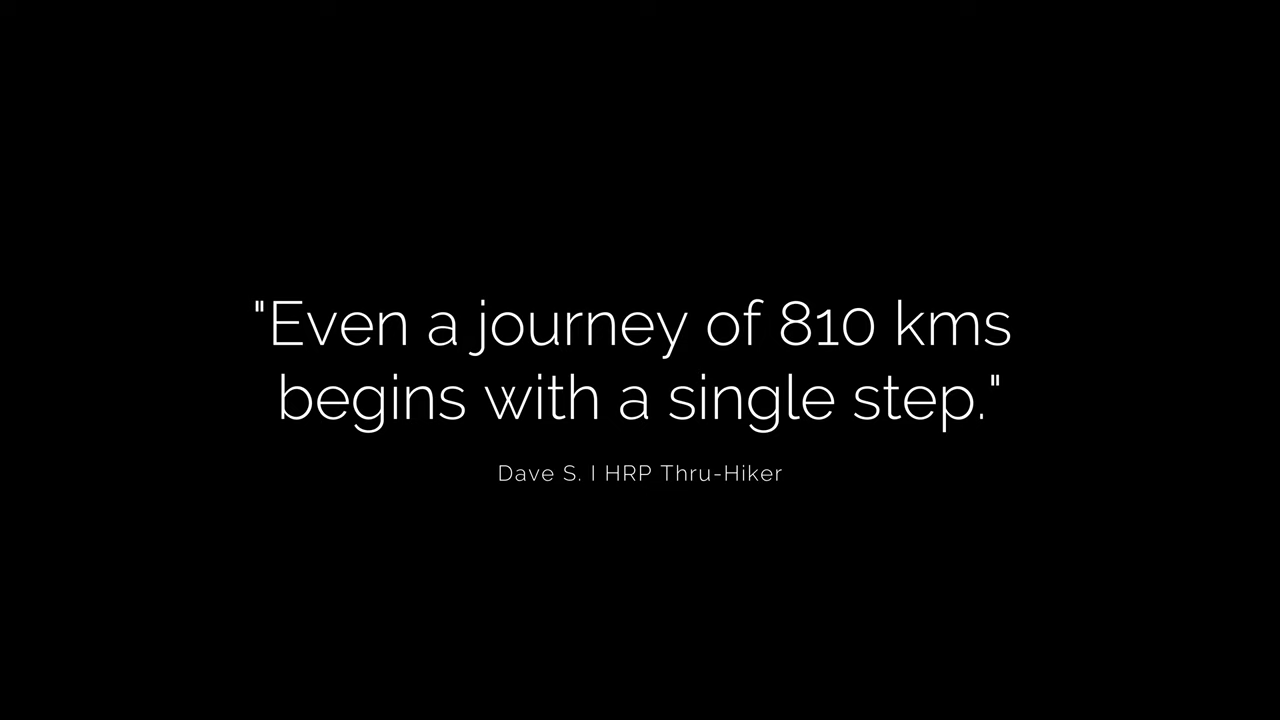 "Even a journey of 810 kms
begins with a single step."
Dave S. I HRP Thru-Hiker